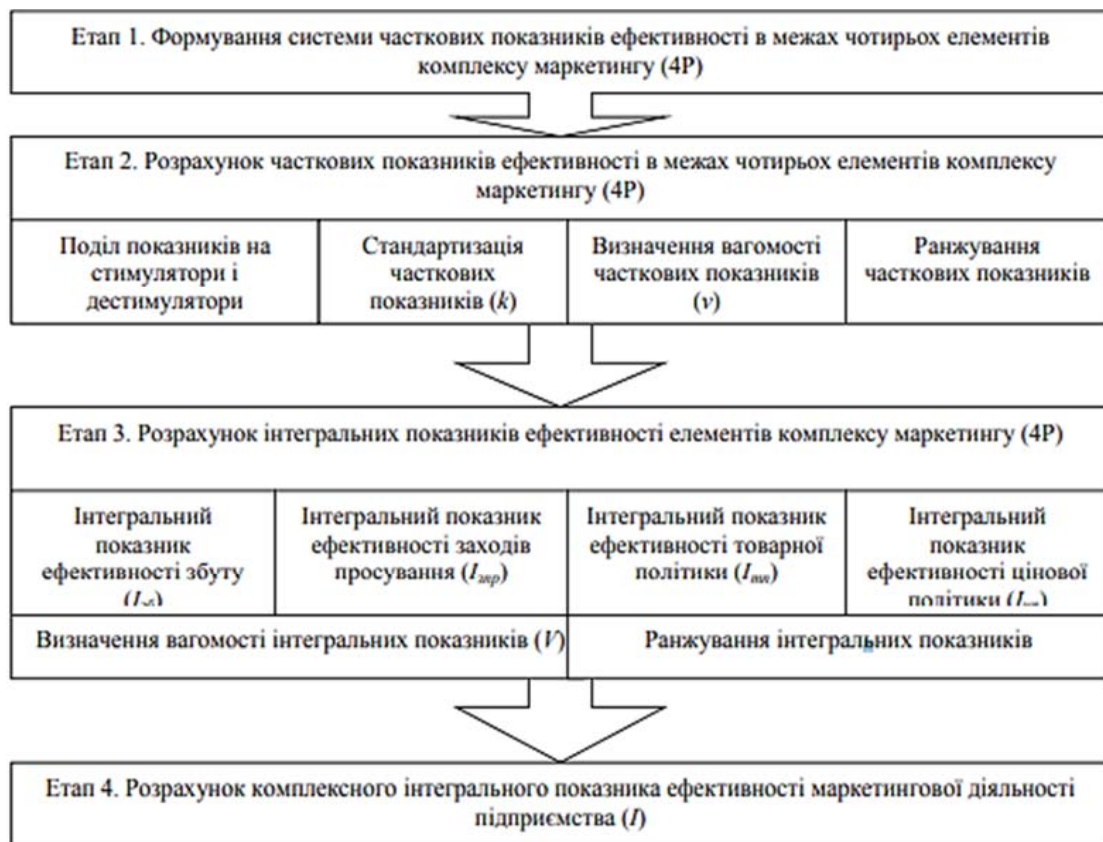 Етап 1. Формування системи часткових показників ефективності в межах чотирьох елементів
комплексу маркетингу (4Р)
Етап 2. Розрахунок часткових показників ефективності в межах чотирьох елементів комплексу
маркетингу (4Р)
Поділ показників на
стимулятори і
дестимулятори
Стандартизація
часткових
показників (k)
Визначення вагомості
часткових показників
(v)
Ранжування
часткових показників
Етап 3. Розрахунок інтегральних показників ефективності елементів комплексу маркетингу (4Р)
Інтегральний
показник
ефективності збуту
Інтегральний показник
ефективності заходів
просування (Iзпр)
Інтегральний показник
ефективності товарної
політики (Imn)
Інтегральний
показник
ефективності цінової
політики
Визначення вагомості інтегральних показників (V)
Ранжування інтегральних показників
Етап 4. Розрахунок комплексного інтегрального показника ефективності маркетингової діяльності
підприємства (I)